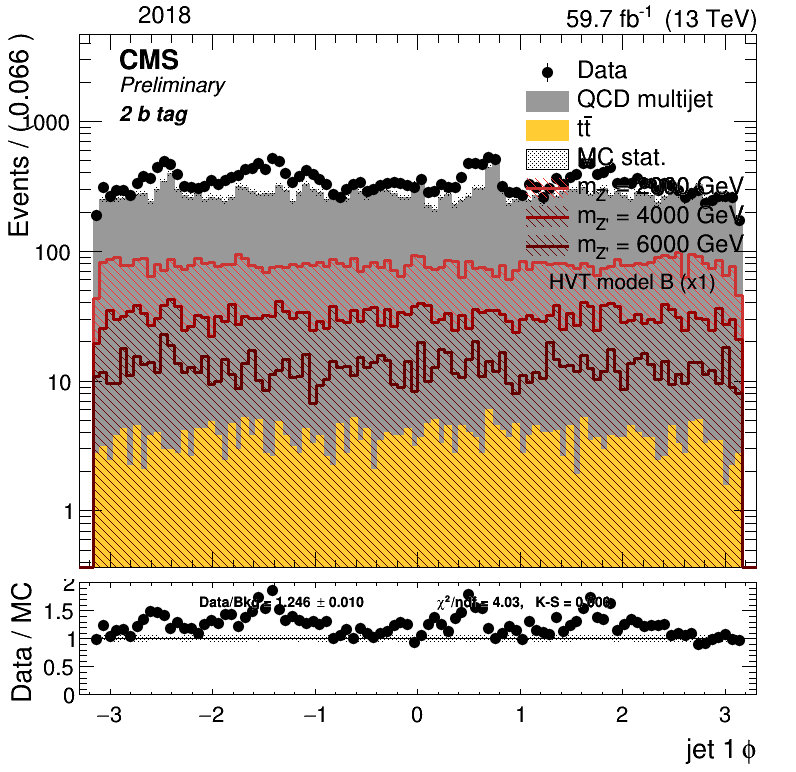 2018
59.7 fb⁻¹ (13 TeV)
CMS
Preliminary
2 b tag
Data
QCD multijet
tt̄
MC stat.
m_Z' = 2000 GeV
m_Z' = 4000 GeV
m_Z' = 6000 GeV
HVT model B (x1)
Events / ( 0.066 )
1000
100
10
1
Data/Bkg = 1.246 ± 0.010
χ²/ndf = 4.03, K-S =
Data / MC
2
1.5
1
0.5
0
−3 −2 −1 0 1 2 3
jet 1 φ